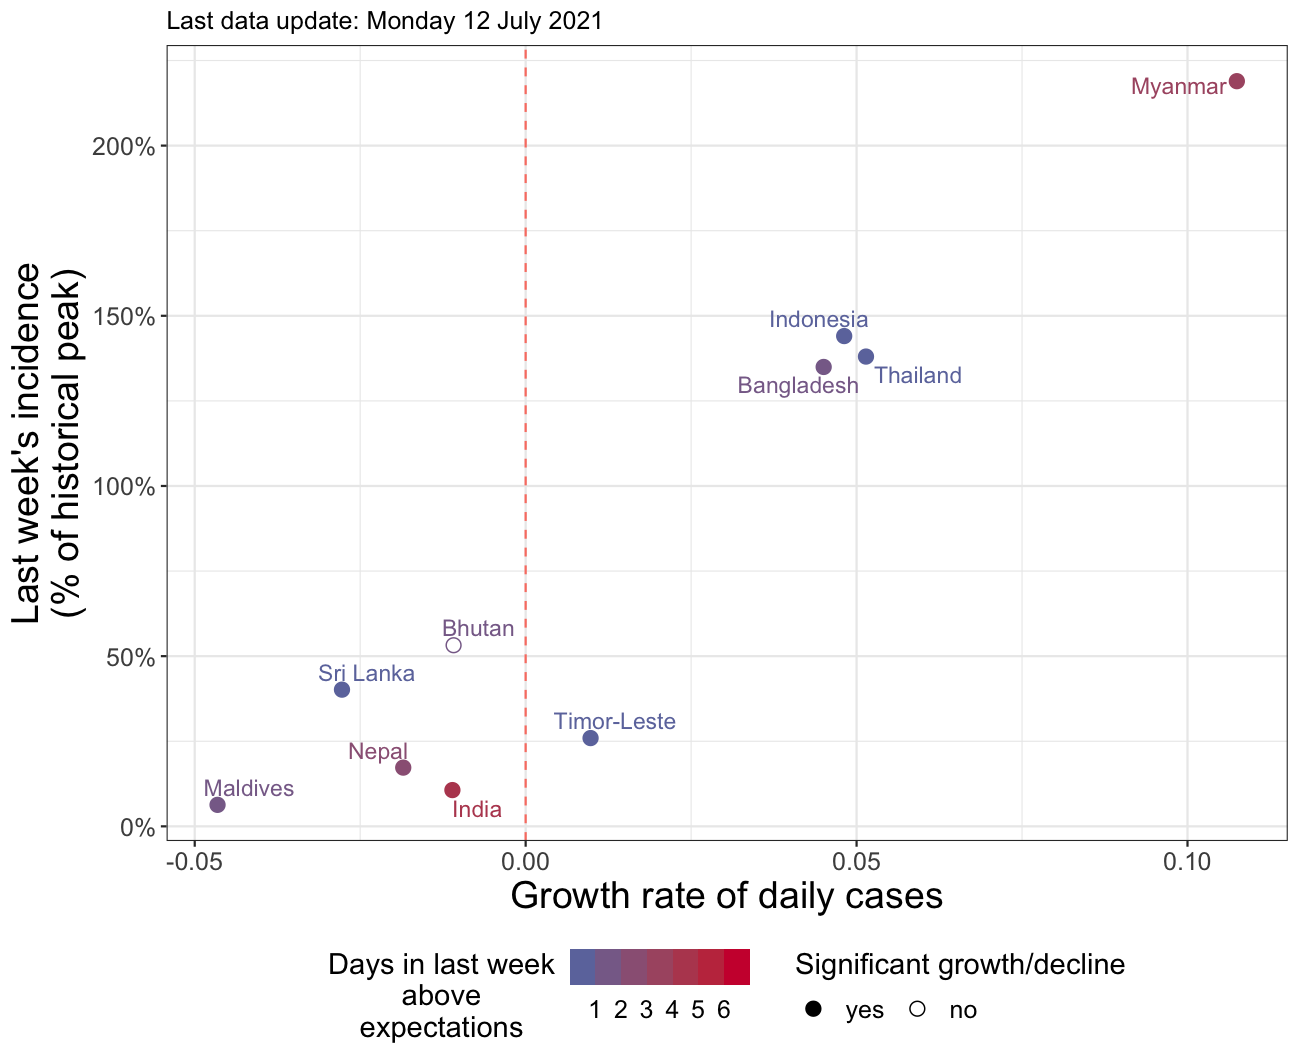 Last data update: Monday 12 July 2021
Last week's incidence
(% of historical peak)
200%
150%
100%
50%
0%
Myanmar
Indonesia
Thailand
Bangladesh
Bhutan
Sri Lanka
Timor-Leste
Nepal
Maldives
India
-0.05 0.00 0.05 0.10
Growth rate of daily cases
Days in last week
above
expectations
1 2 3 4 5 6
Significant growth/decline
yes no